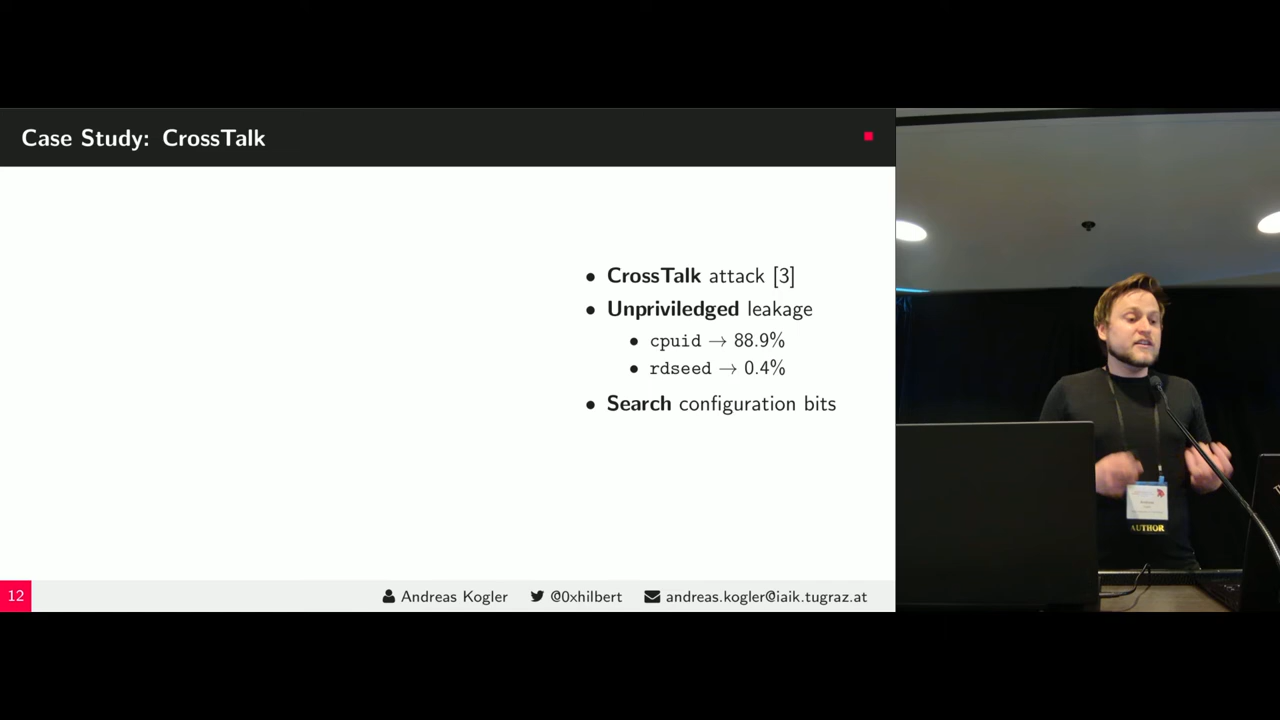 Case Study: CrossTalk
• CrossTalk attack [3]
• Unpriviledged leakage
• cpuid → 88.9%
• rdseed → 0.4%
• Search configuration bits
12
Andreas Kogler @0xhilbert andreas.kogler@iaik.tugraz.at
AUTHOR